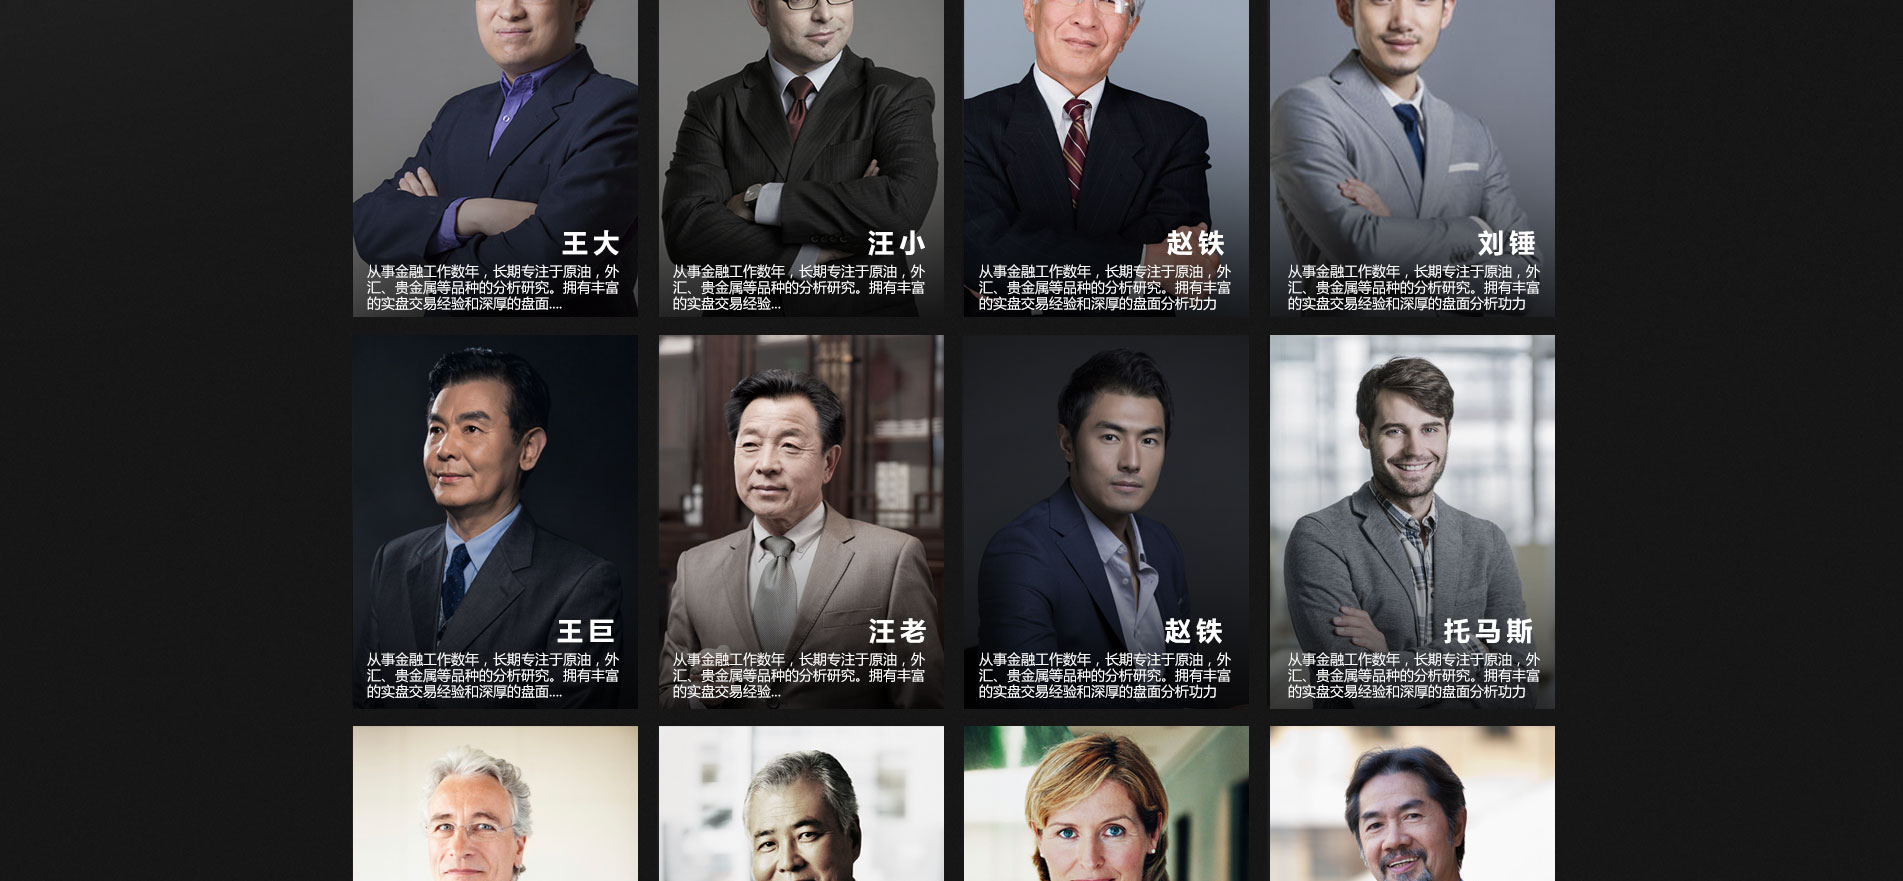 王大
从事金融工作数年，长期专注于原油，外
汇、贵金属等品种的分析研究。拥有丰富
的实盘交易经验和深厚的盘面....
汪小
从事金融工作数年，长期专注于原油，外
汇、贵金属等品种的分析研究。拥有丰富
的实盘交易经验...
赵铁
从事金融工作数年，长期专注于原油，外
汇、贵金属等品种的分析研究。拥有丰富
的实盘交易经验和深厚的盘面分析功力
刘锤
从事金融工作数年，长期专注于原油，外
汇、贵金属等品种的分析研究。拥有丰富
的实盘交易经验和深厚的盘面分析功力
王巨
从事金融工作数年，长期专注于原油，外
汇、贵金属等品种的分析研究。拥有丰富
的实盘交易经验和深厚的盘面....
汪老
从事金融工作数年，长期专注于原油，外
汇、贵金属等品种的分析研究。拥有丰富
的实盘交易经验...
赵铁
从事金融工作数年，长期专注于原油，外
汇、贵金属等品种的分析研究。拥有丰富
的实盘交易经验和深厚的盘面分析功力
托马斯
从事金融工作数年，长期专注于原油，外
汇、贵金属等品种的分析研究。拥有丰富
的实盘交易经验和深厚的盘面分析功力